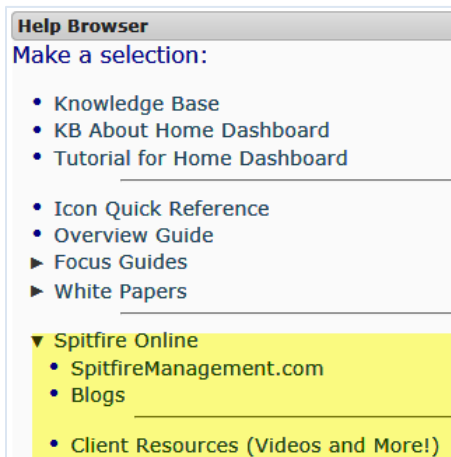 Help Browser
Make a selection:
• Knowledge Base
• KB About Home Dashboard
• Tutorial for Home Dashboard
• Icon Quick Reference
• Overview Guide
► Focus Guides
► White Papers
▼ Spitfire Online
• SpitfireManagement.com
• Blogs
• Client Resources (Videos and More!)